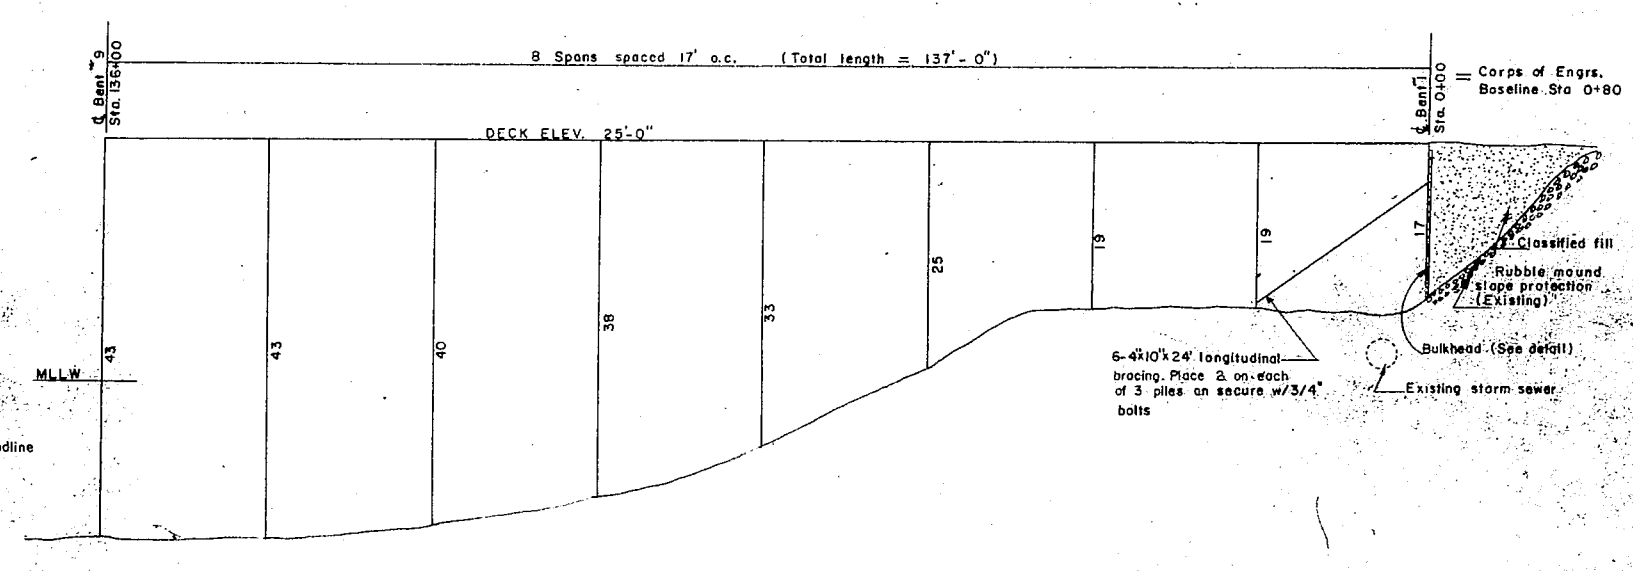 8 Spans spaced 17' o.c. (Total length = 137'-0")
℄ Bent #9
Sta. 136+00
℄ Bent #1
Sta. 0+00
= Corps of Engrs.
Baseline Sta 0+80
DECK ELEV. 25'-0"
43
43
40
38
33
25
19
19
17
MLLW
dline
Classified fill
Rubble mound
slope protection
(Existing)
Bulkhead (See detail)
Existing storm sewer
6-4"x10"x24' longitudinal
bracing. Place 2 on each
of 3 piles an secure w/3/4"
bolts